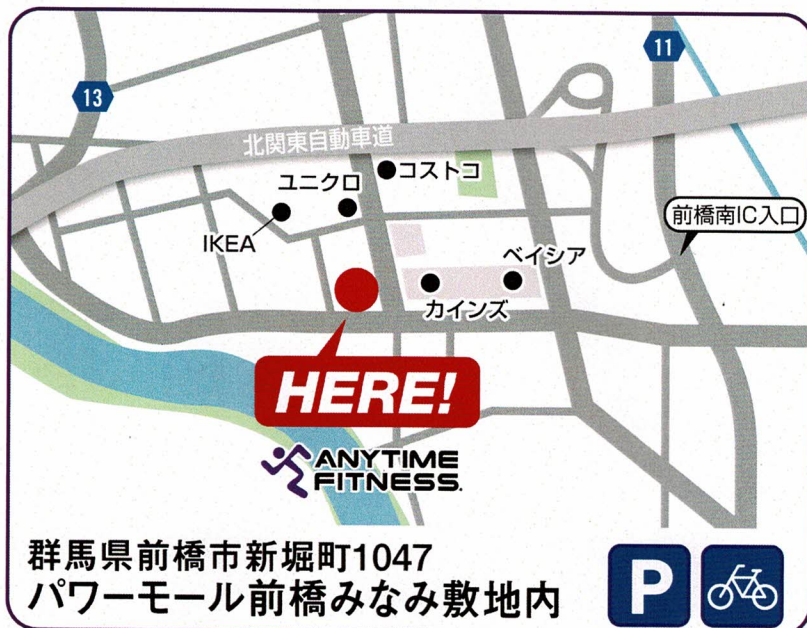 11
13
北関東自動車道
コストコ
ユニクロ
前橋南IC入口
IKEA
ベイシア
カインズ
HERE!
ANYTIME
FITNESS.
群馬県前橋市新堀町1047
パワーモール前橋みなみ敷地内
P